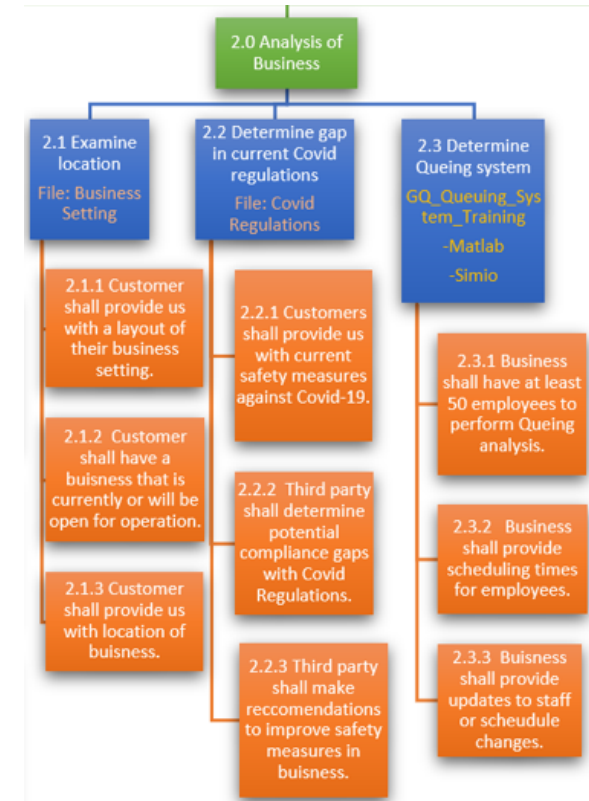 2.0 Analysis of
Business
2.1 Examine
location
File: Business
Setting
2.1.1 Customer
shall provide us
with a layout of
their business
setting.
2.1.2  Customer
shall have a
buisness that is
currently or will be
open for operation.
2.1.3 Customer
shall provide us
with location of
buisness.
2.2 Determine gap
in current Covid
regulations
File: Covid
Regulations
2.2.1 Customers
shall provide us
with current
safety measures
against Covid-19.
2.2.2  Third party
shall determine
potential
compliance gaps
with Covid
Regulations.
2.2.3 Third party
shall make
reccomendations
to improve safety
measures in
buisness.
2.3 Determine
Queing system
GQ_Queuing_Sys
tem_Training
-Matlab
-Simio
2.3.1 Business
shall have at least
50 employees to
perform Queing
analysis.
2.3.2   Business
shall provide
scheduling times
for employees.
2.3.3  Buisness
shall provide
updates to staff
or scheudule
changes.